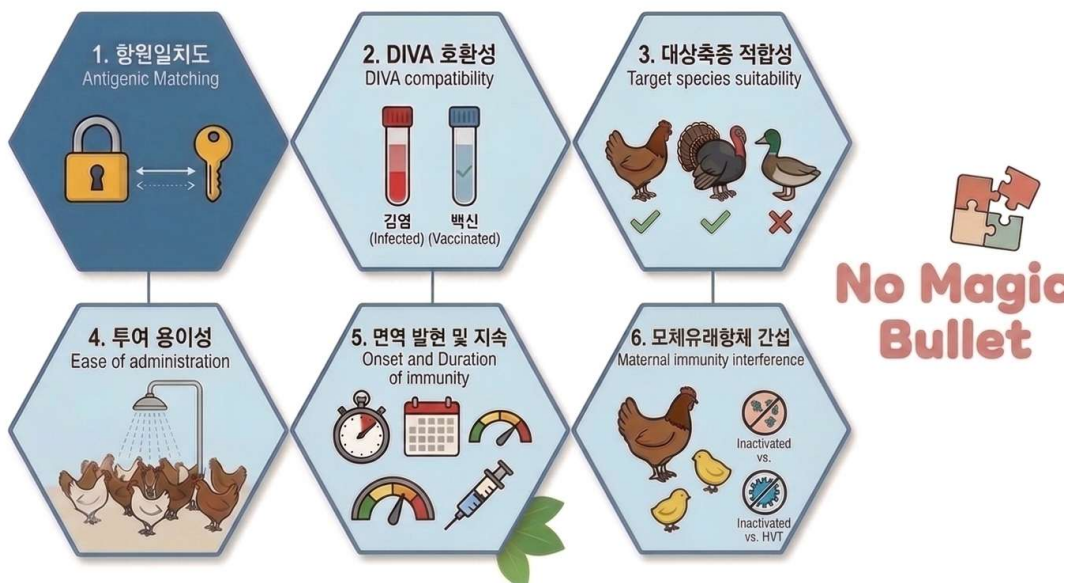 1. 항원일치도
Antigenic Matching
2. DIVA 호환성
DIVA compatibility
김염
(Infected)
백신
(Vaccinated)
3. 대상축종 적합성
Target species suitability
No Magic
Bullet
4. 투여 용이성
Ease of administration
5. 면역 발현 및 지속
Onset and Duration
of immunity
6. 모체유래항체 간섭
Maternal immunity interference
Inactivated
vs.
Inactivated
vs. HVT